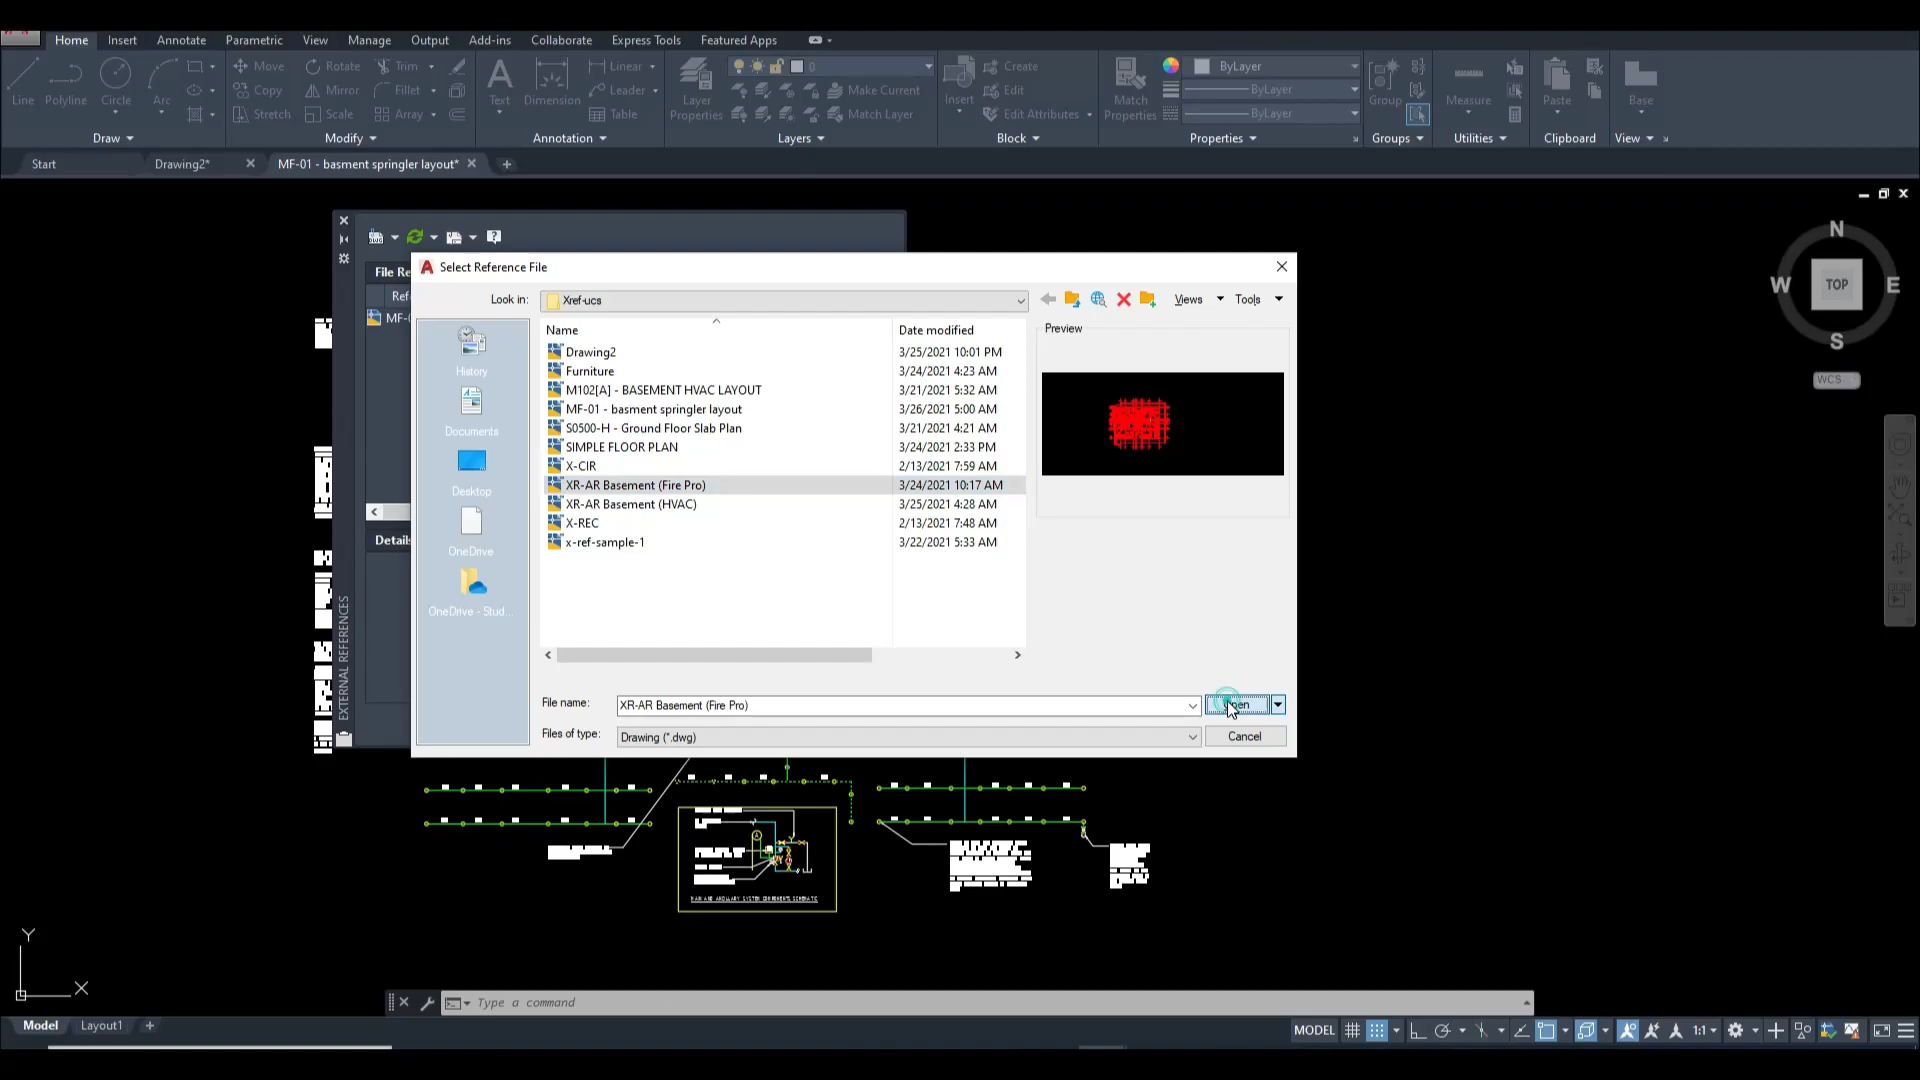 Home Insert Annotate Parametric View Manage Output Add-ins Collaborate Express Tools Featured Apps
Line Polyline Circle Arc
Move Rotate Trim
Copy Mirror Fillet
Stretch Scale Array
Text Dimension
Linear
Leader
Table
Layer Properties
0
Make Current
Match Layer
Insert
Create
Edit
Edit Attributes
Match Properties
ByLayer
ByLayer
ByLayer
Group
Measure
Paste
Base
Draw Modify Annotation Layers Block Properties Groups Utilities Clipboard View
Start Drawing2* MF-01 - basment springler layout*
N
W TOP E
S
WCS
File Re
Ref
MF-
Details
EXTERNAL REFERENCES
Select Reference File
Look in: Xref-ucs
Views Tools
Name Date modified
Preview
Drawing2 3/25/2021 10:01 PM
Furniture 3/24/2021 4:23 AM
M102[A] - BASEMENT HVAC LAYOUT 3/21/2021 5:32 AM
MF-01 - basment springler layout 3/26/2021 5:00 AM
S0500-H - Ground Floor Slab Plan 3/21/2021 4:21 AM
SIMPLE FLOOR PLAN 3/24/2021 2:33 PM
X-CIR 2/13/2021 7:59 AM
XR-AR Basement (Fire Pro) 3/24/2021 10:17 AM
XR-AR Basement (HVAC) 3/25/2021 4:28 AM
X-REC 2/13/2021 7:48 AM
x-ref-sample-1 3/22/2021 5:33 AM
History
Documents
Desktop
OneDrive
OneDrive - Stud...
File name: XR-AR Basement (Fire Pro)
Files of type: Drawing (*.dwg) Cancel
MAIN AND ANCILLARY SYSTEM COMPONENTS SCHEMATIC
Y
X
Type a command
Model Layout1
MODEL 1:1